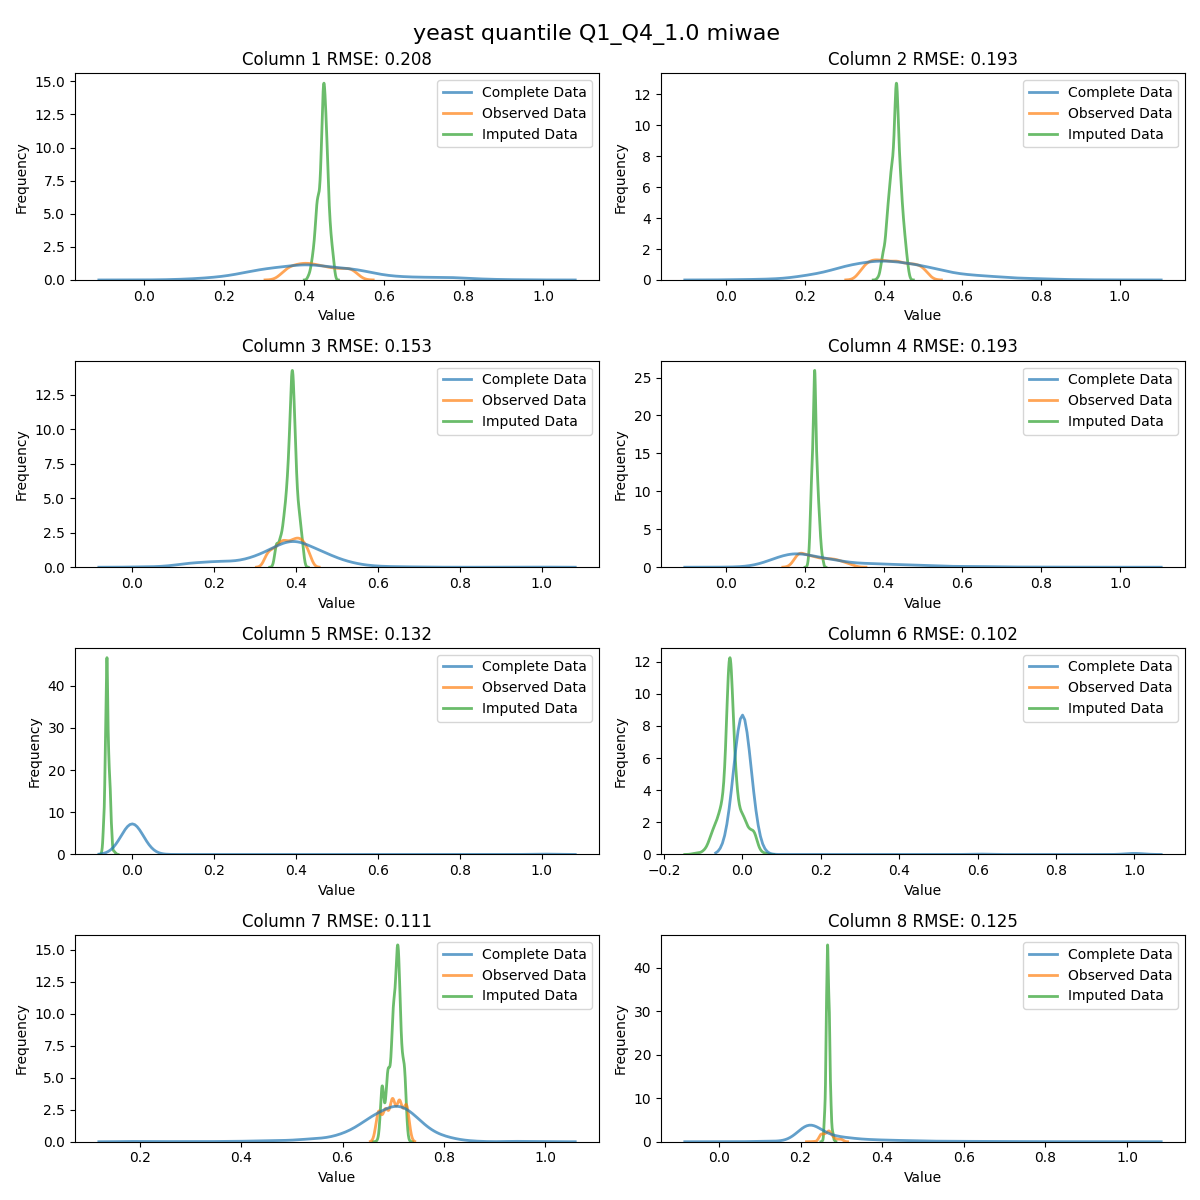 yeast quantile Q1_Q4_1.0 miwae
Column 1 RMSE: 0.208
15.0
12.5
10.0
7.5
5.0
2.5
0.0
Frequency
Complete Data
Observed Data
Imputed Data
0.0 0.2 0.4 0.6 0.8 1.0
Value
Column 2 RMSE: 0.193
12
10
8
6
4
2
0
Frequency
Complete Data
Observed Data
Imputed Data
0.0 0.2 0.4 0.6 0.8 1.0
Value
Column 3 RMSE: 0.153
12.5
10.0
7.5
5.0
2.5
0.0
Frequency
Complete Data
Observed Data
Imputed Data
0.0 0.2 0.4 0.6 0.8 1.0
Value
Column 4 RMSE: 0.193
25
20
15
10
5
0
Frequency
Complete Data
Observed Data
Imputed Data
0.0 0.2 0.4 0.6 0.8 1.0
Value
Column 5 RMSE: 0.132
40
30
20
10
0
Frequency
Complete Data
Observed Data
Imputed Data
0.0 0.2 0.4 0.6 0.8 1.0
Value
Column 6 RMSE: 0.102
12
10
8
6
4
2
0
Frequency
Complete Data
Observed Data
Imputed Data
−0.2 0.0 0.2 0.4 0.6 0.8 1.0
Value
Column 7 RMSE: 0.111
15.0
12.5
10.0
7.5
5.0
2.5
0.0
Frequency
Complete Data
Observed Data
Imputed Data
0.2 0.4 0.6 0.8 1.0
Value
Column 8 RMSE: 0.125
40
30
20
10
0
Frequency
Complete Data
Observed Data
Imputed Data
0.0 0.2 0.4 0.6 0.8 1.0
Value